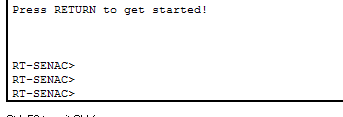 Press RETURN to get started!
RT-SENAC>
RT-SENAC>
RT-SENAC>